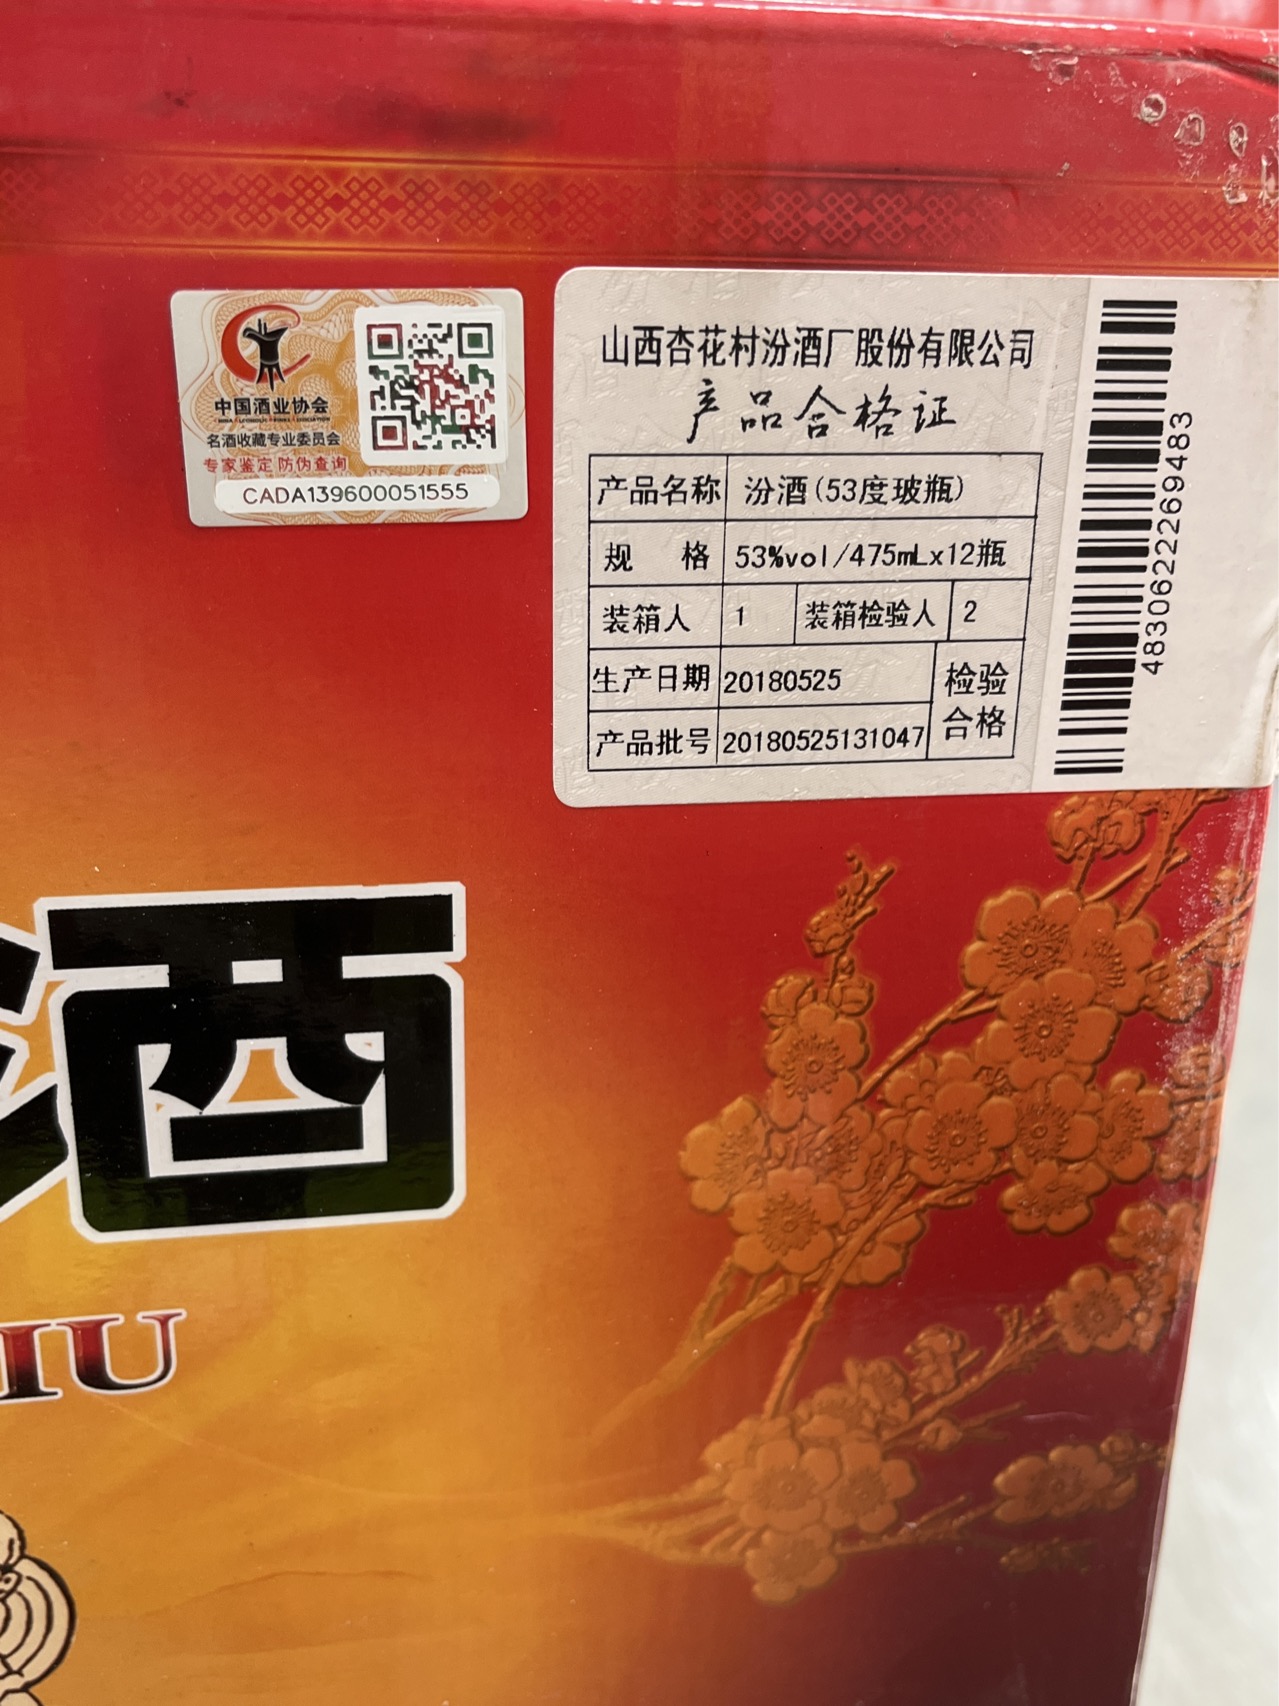 中国酒业协会
名酒收藏专业委员会
专家鉴定 防伪查询
CADA139600051555
山西杏花村汾酒厂股份有限公司
产品合格证
产品名称 汾酒(53度玻瓶)
规 格 53%vol/475mLx12瓶
装箱人 1 装箱检验人 2
生产日期 20180525
产品批号 20180525131047
检验
合格
48306222269483
酒
IU